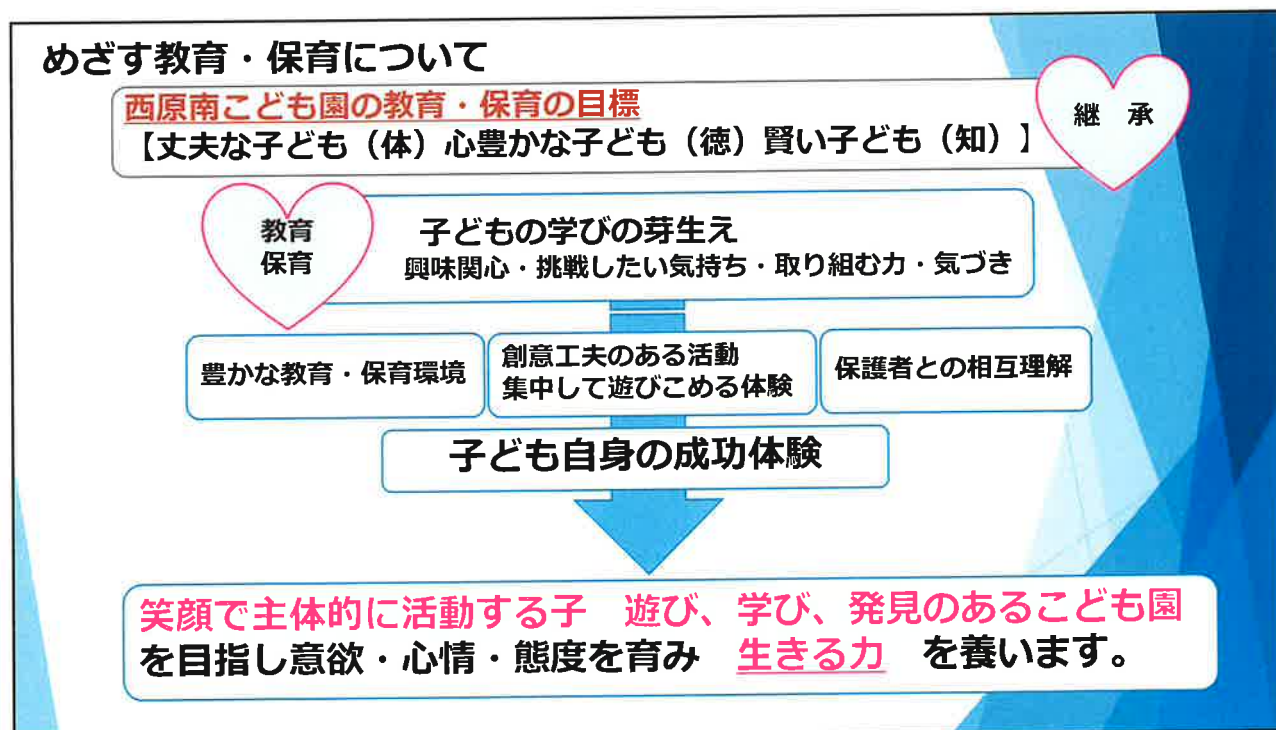 めざす教育・保育について
西原南こども園の教育・保育の目標
【丈夫な子ども（体）心豊かな子ども（徳）賢い子ども（知）】
継　承
教育
保育
子どもの学びの芽生え
興味関心・挑戦したい気持ち・取り組む力・気づき
豊かな教育・保育環境
創意工夫のある活動
集中して遊びこめる体験
保護者との相互理解
子ども自身の成功体験
笑顔で主体的に活動する子　遊び、学び、発見のあるこども園
を目指し意欲・心情・態度を育み　生きる力　を養います。